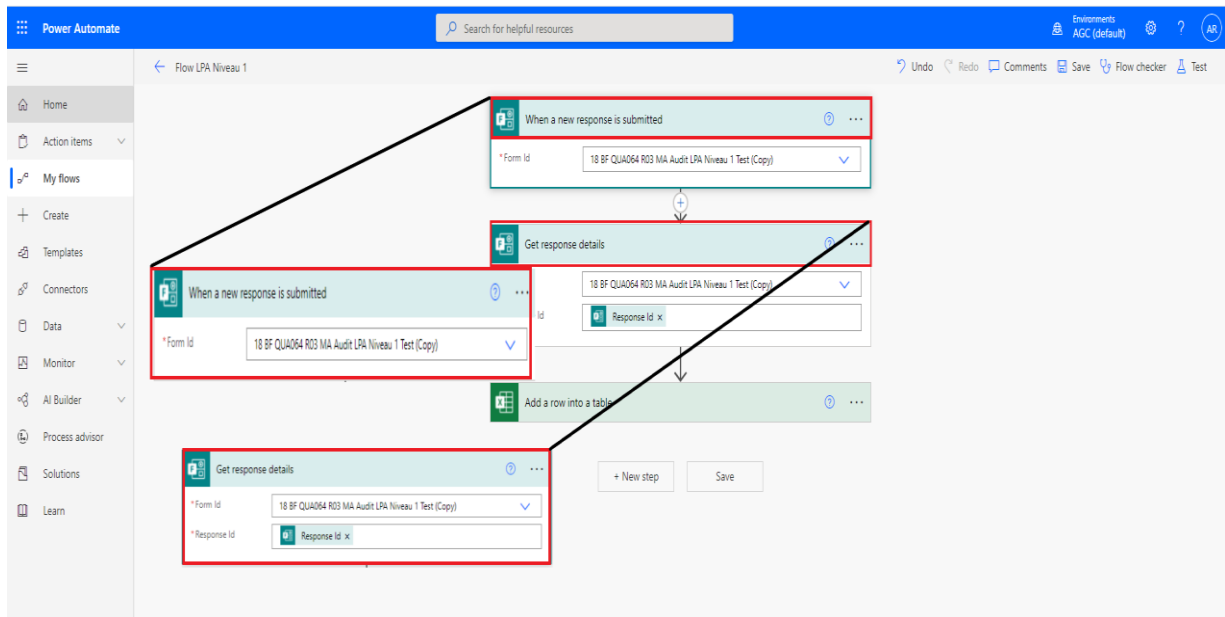 Power Automate
Search for helpful resources
Environments
AGC (default)
?
AR
Flow LPA Niveau 1
Undo
Redo
Comments
Save
Flow checker
Test
Home
Action items
My flows
Create
Templates
Connectors
Data
Monitor
AI Builder
Process advisor
Solutions
Learn
When a new response is submitted
*Form Id
18 BF QUA064 R03 MA Audit LPA Niveau 1 Test (Copy)
Get response details
18 BF QUA064 R03 MA Audit LPA Niveau 1 Test (Copy)
Id
Response Id ×
Add a row into a table
+ New step
Save
When a new response is submitted
*Form Id
18 BF QUA064 R03 MA Audit LPA Niveau 1 Test (Copy)
Get response details
*Form Id
18 BF QUA064 R03 MA Audit LPA Niveau 1 Test (Copy)
*Response Id
Response Id ×